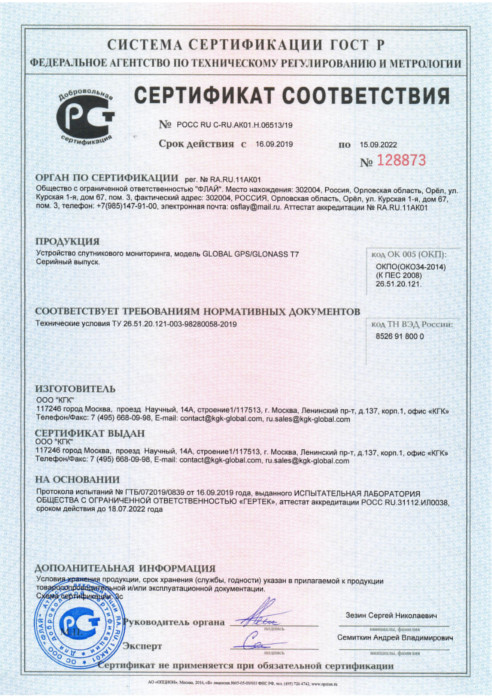 СИСТЕМА СЕРТИФИКАЦИИ ГОСТ Р
ФЕДЕРАЛЬНОЕ АГЕНТСТВО ПО ТЕХНИЧЕСКОМУ РЕГУЛИРОВАНИЮ И МЕТРОЛОГИИ
Добровольная
сертификация
СЕРТИФИКАТ СООТВЕТСТВИЯ
№ РОСС RU C-RU.АК01.Н.06513/19
Срок действия с 16.09.2019 по 15.09.2022
№ 128873
ОРГАН ПО СЕРТИФИКАЦИИ рег. № RA.RU.11АК01
Общество с ограниченной ответственностью "ФЛАЙ". Место нахождения: 302004, Россия, Орловская область, Орёл, ул.
Курская 1-я, дом 67, пом. 3, фактический адрес: 302004, Россия, Орловская область, Орёл, ул. Курская 1-я, дом 67,
пом. 3, телефон: +7(985)147-91-00, электронная почта: osflay@mail.ru. Аттестат аккредитации № RA.RU.11АК01
ПРОДУКЦИЯ
Устройство спутникового мониторинга, модель GLOBAL GPS/GLONASS T7
Серийный выпуск.
код ОК 005 (ОКП):
ОКПО(ОК034-2014)
(К ПЕС 2008)
26.51.20.121.
СООТВЕТСТВУЕТ ТРЕБОВАНИЯМ НОРМАТИВНЫХ ДОКУМЕНТОВ
Технические условия ТУ 26.51.20.121-003-98280058-2019
код ТН ВЭД России:
8526 91 800 0
ИЗГОТОВИТЕЛЬ
ООО "КГК"
117246 город Москва, проезд Научный, 14А, строение1/117513, г. Москва, Ленинский пр-т, д.137, корп.1, офис «КГК»
Телефон/Факс: 7 (495) 668-09-98, E-mail: contact@kgk-global.com, ru.sales@kgk-global.com
СЕРТИФИКАТ ВЫДАН
ООО "КГК"
117246 город Москва, проезд Научный, 14А, строение1/117513, г. Москва, Ленинский пр-т, д.137, корп.1, офис «КГК»
Телефон/Факс: 7 (495) 668-09-98, E-mail: contact@kgk-global.com, ru.sales@kgk-global.com
НА ОСНОВАНИИ
Протокола испытаний № ГТБ/072019/0839 от 16.09.2019 года, выданного ИСПЫТАТЕЛЬНАЯ ЛАБОРАТОРИЯ
ОБЩЕСТВА С ОГРАНИЧЕННОЙ ОТВЕТСТВЕННОСТЬЮ «ГЕРТЕК», аттестат аккредитации РОСС RU.31112.ИЛ0038,
сроком действия до 18.07.2022 года
ДОПОЛНИТЕЛЬНАЯ ИНФОРМАЦИЯ
Условия хранения продукции, срок хранения (службы, годности) указан в прилагаемой к продукции
товаросопроводительной и/или эксплуатационной документации.
Схема сертификации: 3с
Руководитель органа
подпись
Зезин Сергей Николаевич
инициалы, фамилия
Эксперт
подпись
Семиткин Андрей Владимирович
инициалы, фамилия
Сертификат не применяется при обязательной сертификации